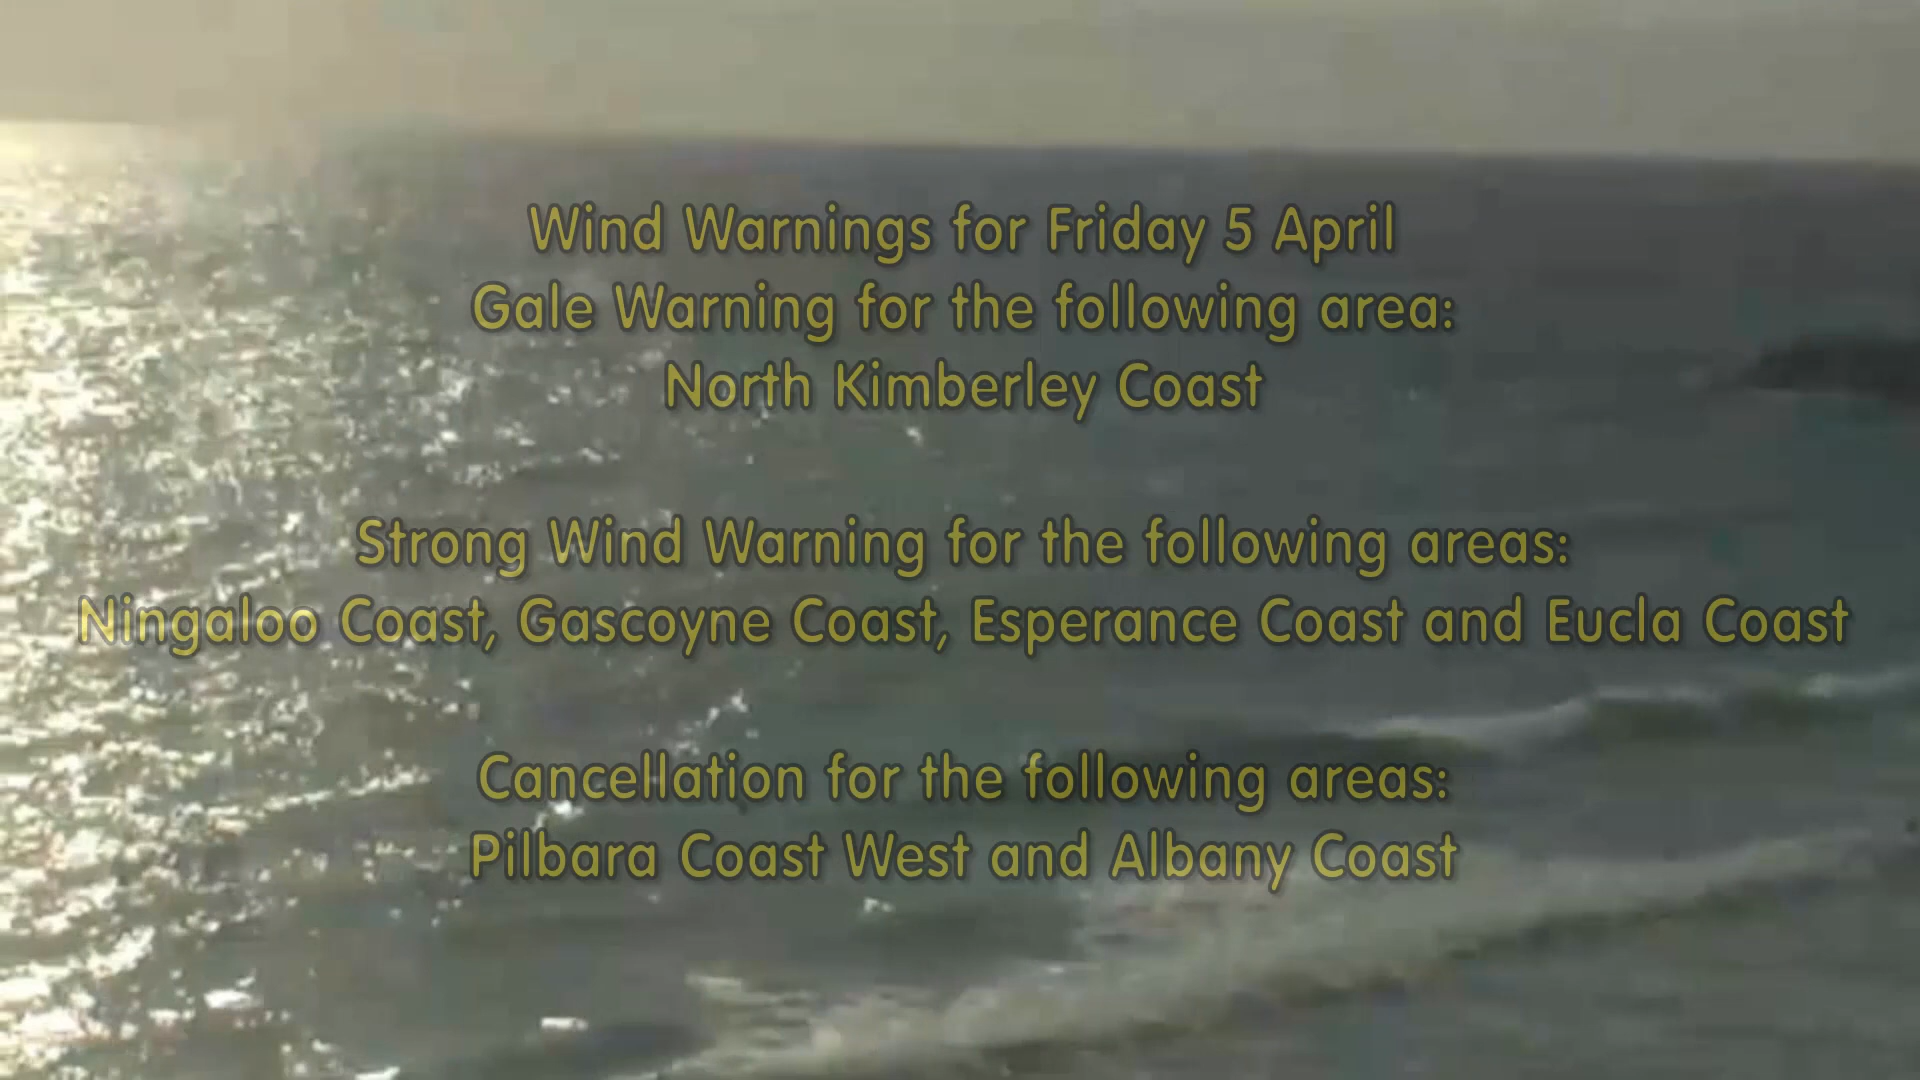 Wind Warnings for Friday 5 April
Gale Warning for the following area:
North Kimberley Coast
Strong Wind Warning for the following areas:
Ningaloo Coast, Gascoyne Coast, Esperance Coast and Eucla Coast
Cancellation for the following areas:
Pilbara Coast West and Albany Coast